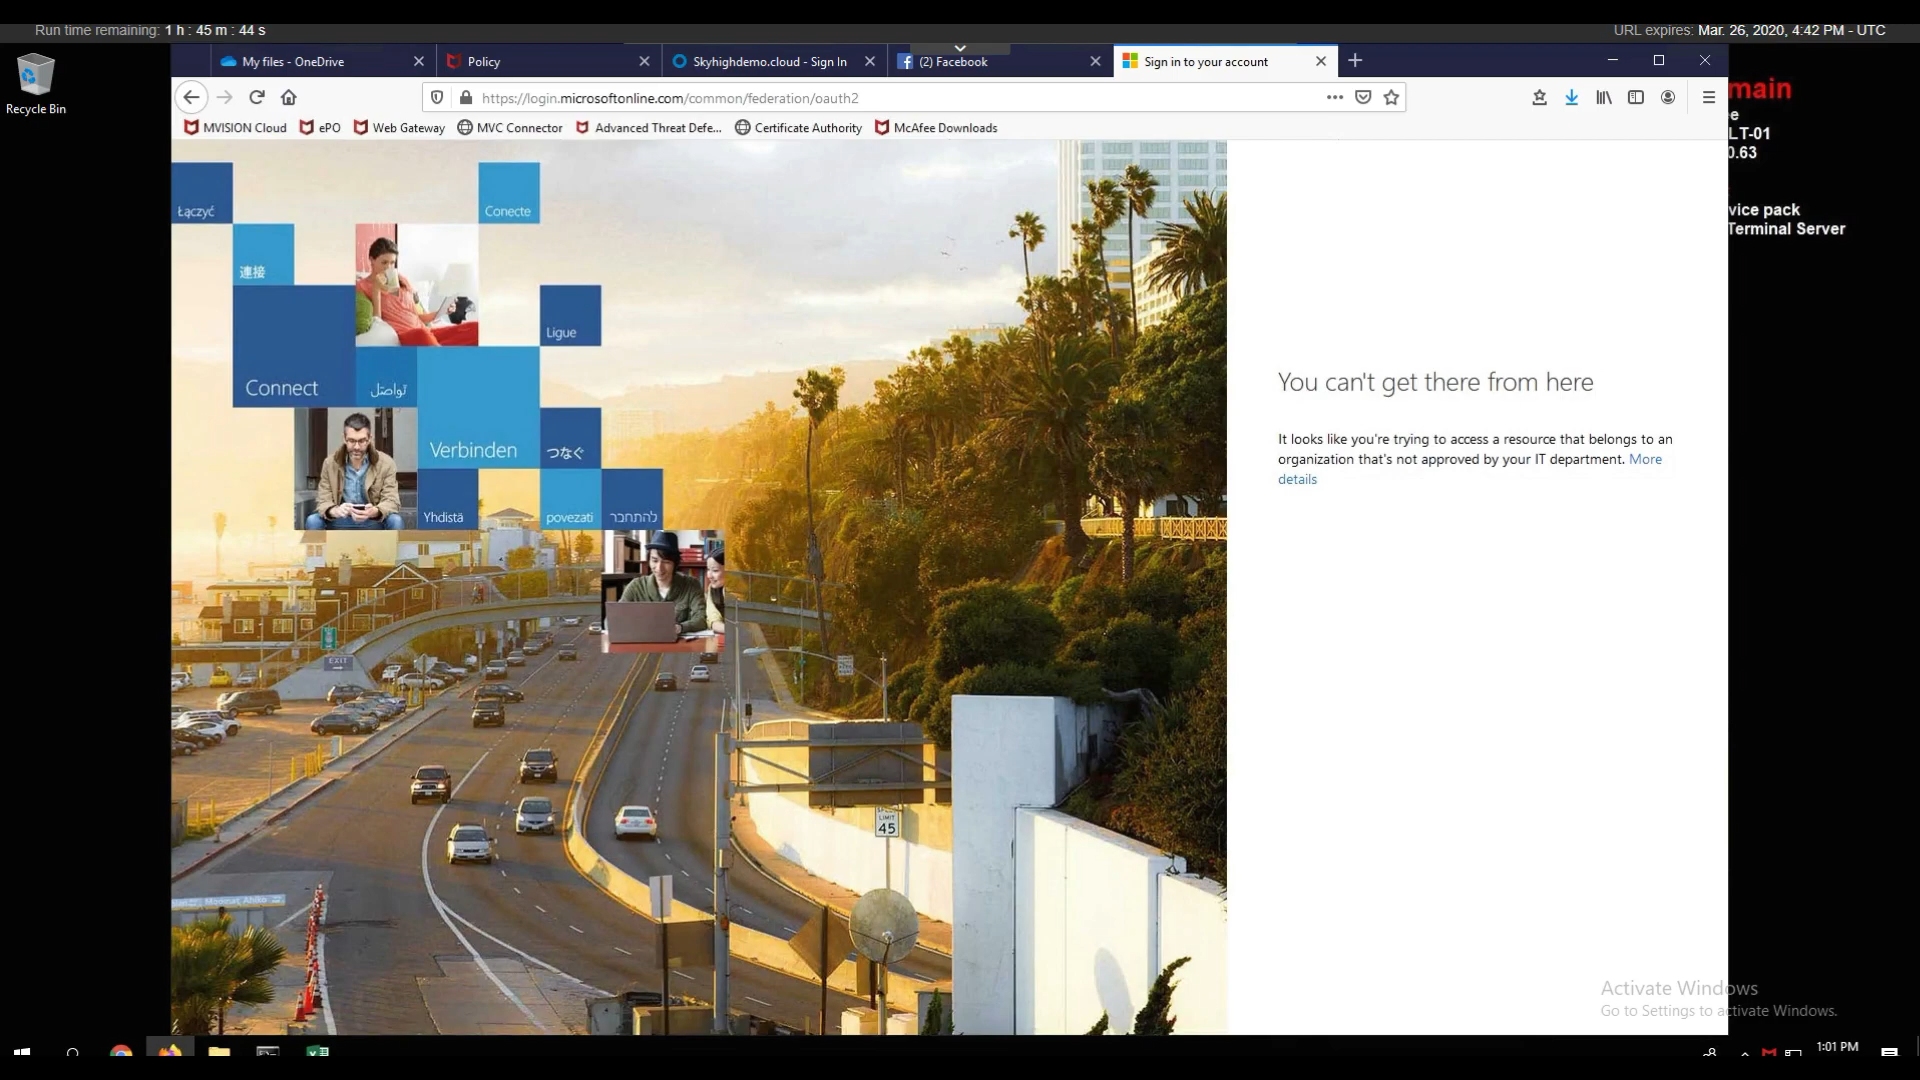 Run time remaining: 1 h : 45 m : 44 s
URL expires: Mar. 26, 2020, 4:42 PM - UTC
Recycle Bin
My files - OneDrive
Policy
Skyhighdemo.cloud - Sign In
(2) Facebook
Sign in to your account
https://login.microsoftonline.com/common/federation/oauth2
MVISION Cloud
ePO
Web Gateway
MVC Connector
Advanced Threat Defe...
Certificate Authority
McAfee Downloads
main
e
LT-01
0.63
vice pack
Terminal Server
Łączyć
Conecte
連接
Ligue
Connect
تواصَل
Verbinden
つなぐ
Yhdistä
povezati
להתחבר
EXIT
LIMIT
45
You can't get there from here
It looks like you're trying to access a resource that belongs to an
organization that's not approved by your IT department. More
details
Activate Windows
Go to Settings to activate Windows.
1:01 PM